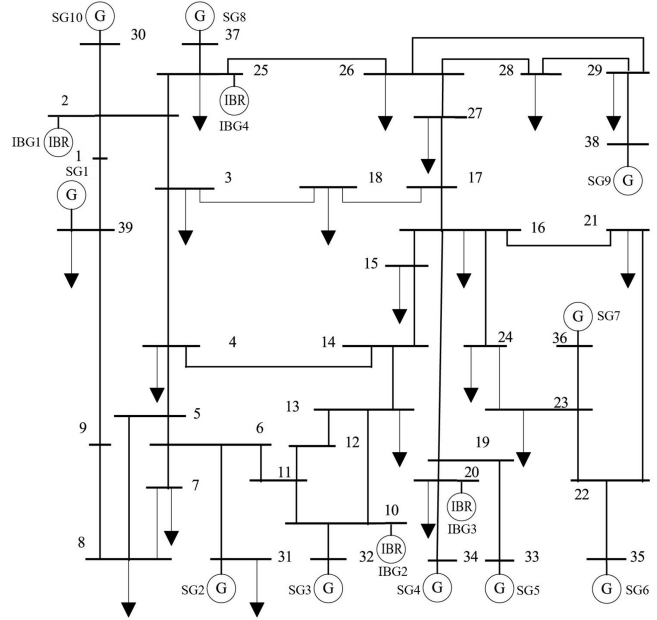 SG10 G SG8 G
30 37
25 26 28 29
2
IBR IBR
IBG1 IBG4
27
1
SG1
G
38
SG9 G
3 18 17
39 16 21
15
SG7 G
4 14 24 36
5 13 23
9 6 12 19
11 20
7 IBR 22
IBG3
10
8 31 32 IBR 34 33 35
IBG2
SG2 G SG3 G SG4 G G SG5 SG6 G